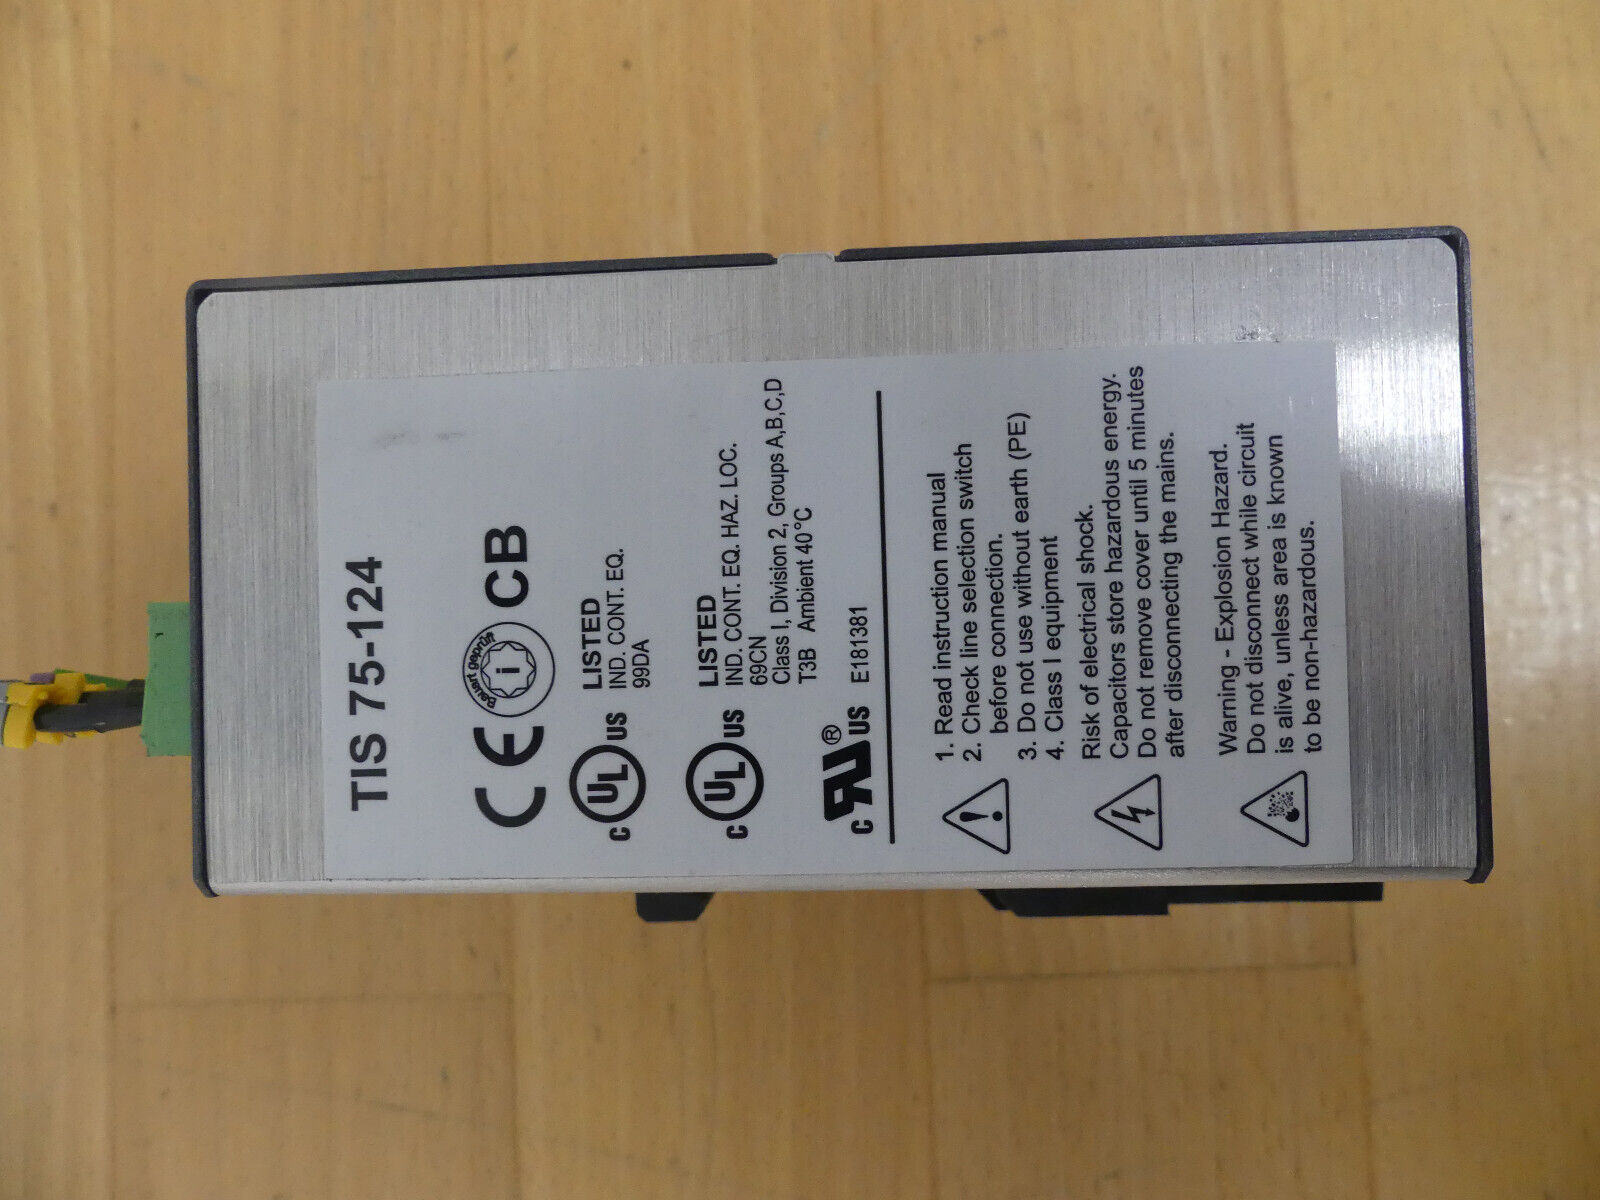 TIS 75-124
CE Bauart geprüft i CB
LISTED
c UL US IND. CONT. EQ.
99DA
LISTED
c UL US IND. CONT. EQ. HAZ. LOC.
69CN
Class I, Division 2, Groups A,B,C,D
T3B Ambient 40°C
c RU® US E181381
1. Read instruction manual
2. Check line selection switch
before connection.
3. Do not use without earth (PE)
4. Class I equipment
Risk of electrical shock.
Capacitors store hazardous energy.
Do not remove cover until 5 minutes
after disconnecting the mains.
Warning - Explosion Hazard.
Do not disconnect while circuit
is alive, unless area is known
to be non-hazardous.